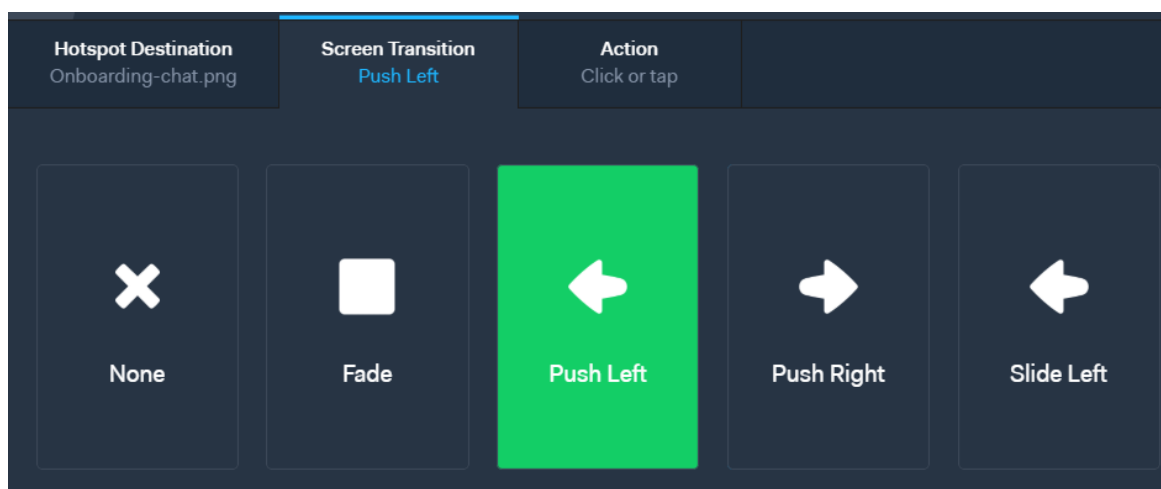 Hotspot Destination
Onboarding-chat.png
Screen Transition
Push Left
Action
Click or tap
None
Fade
Push Left
Push Right
Slide Left